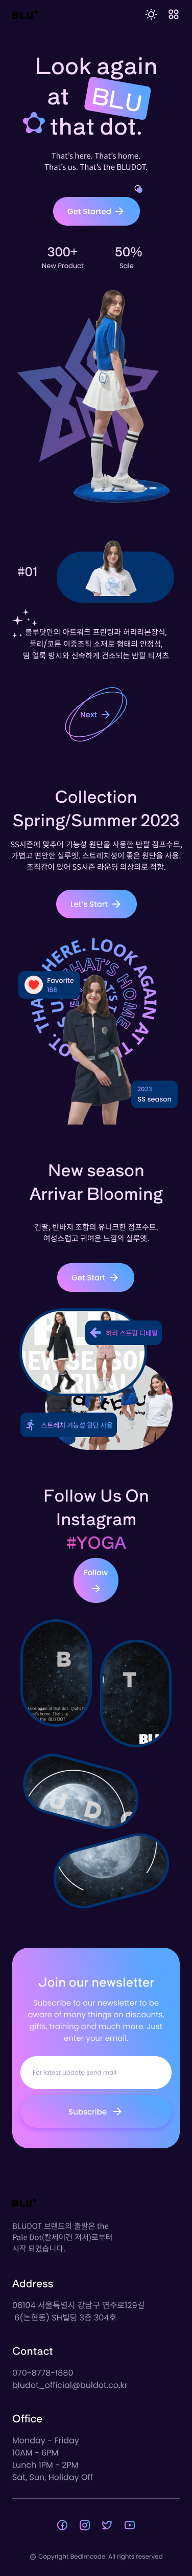 BLU
Look again
at BLU
that dot.
That's here. That's home.
That's us. That's the BLUDOT.
Get Started
300+
New Product
50%
Sale
#01
블루닷만의 아트워크 프린팅과 허리리본장식,
폴리/코튼 이중조직 소재로 형태의 안정성,
땀 얼룩 방지와 신속하게 건조되는 반팔 티셔츠
Next
Collection
Spring/Summer 2023
SS시즌에 맞추어 기능성 원단을 사용한 반팔 점프수트,
가볍고 편안한 실루엣. 스트레치성이 좋은 원단을 사용.
조직감이 있어 SS시즌 라운딩 의상의로 적합.
Let's Start
Favorite
168
2023
SS season
New season
Arrivar Blooming
긴팔, 반바지 조합의 유니크한 점프수트.
여성스럽고 귀여운 느낌의 실루엣.
Get Start
허리 스트링 디테일
스트레치 기능성 원단 사용
Follow Us On
Instagram
#YOGA
Follow
B
T
D
Join our newsletter
Subscribe to our newsletter to be
aware of many things on discounts,
gifts, training and much more. Just
enter your email.
For latest update send mail
Subscribe
BLU
BLUDOT 브랜드의 출발은 the
Pale Dot(칼세이건 저서)로부터
시작 되었습니다.
Address
06104 서울특별시 강남구 언주로129길
6(논현동) SH빌딩 3층 304호
Contact
070-8778-1880
bludot_official@buldot.co.kr
Office
Monday - Friday
10AM - 6PM
Lunch 1PM - 2PM
Sat, Sun, Holiday Off
© Copyright Bedimcode. All rights reserved